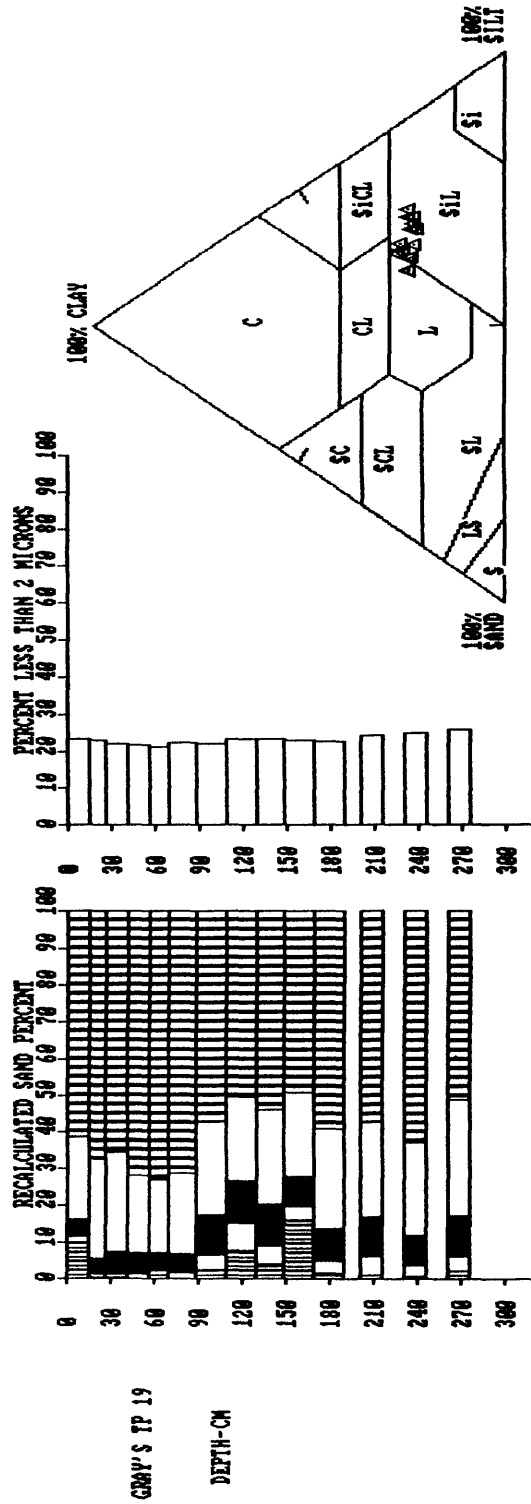 GRAY'S TP 19
DEPTH-CM
RECALCULATED SAND PERCENT
0 10 20 30 40 50 60 70 80 90 100
0
30
60
90
120
150
180
210
240
270
300
PERCENT LESS THAN 2 MICRONS
0 10 20 30 40 50 60 70 80 90 100
0
30
60
90
120
150
180
210
240
270
300
100% CLAY
C
SC
CL
SiCL
SCL
L
SiL
SL
LS
S
Si
100%
SAND
100%
SILT